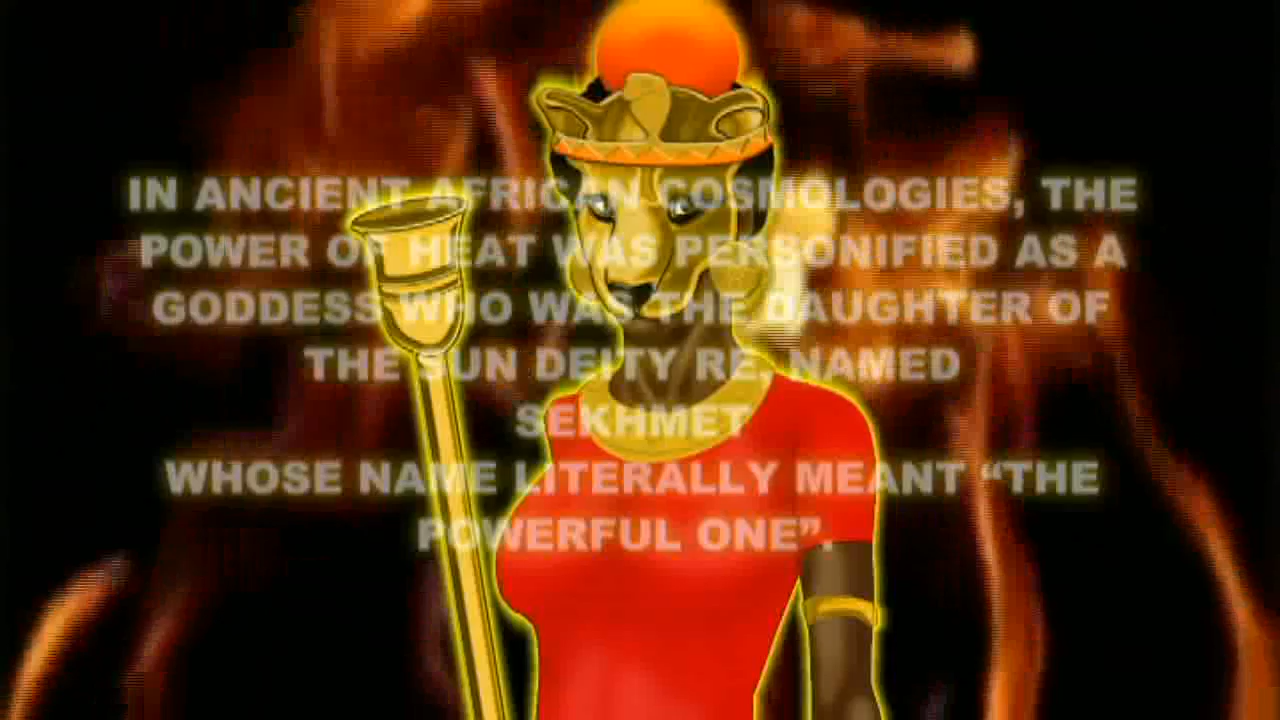 IN ANCIENT AFRICAN COSMOLOGIES, THE
POWER OF HEAT WAS PERSONIFIED AS A
GODDESS WHO WAS THE DAUGHTER OF
THE SUN DEITY RE, NAMED
SEKHMET
WHOSE NAME LITERALLY MEANT “THE
POWERFUL ONE”.